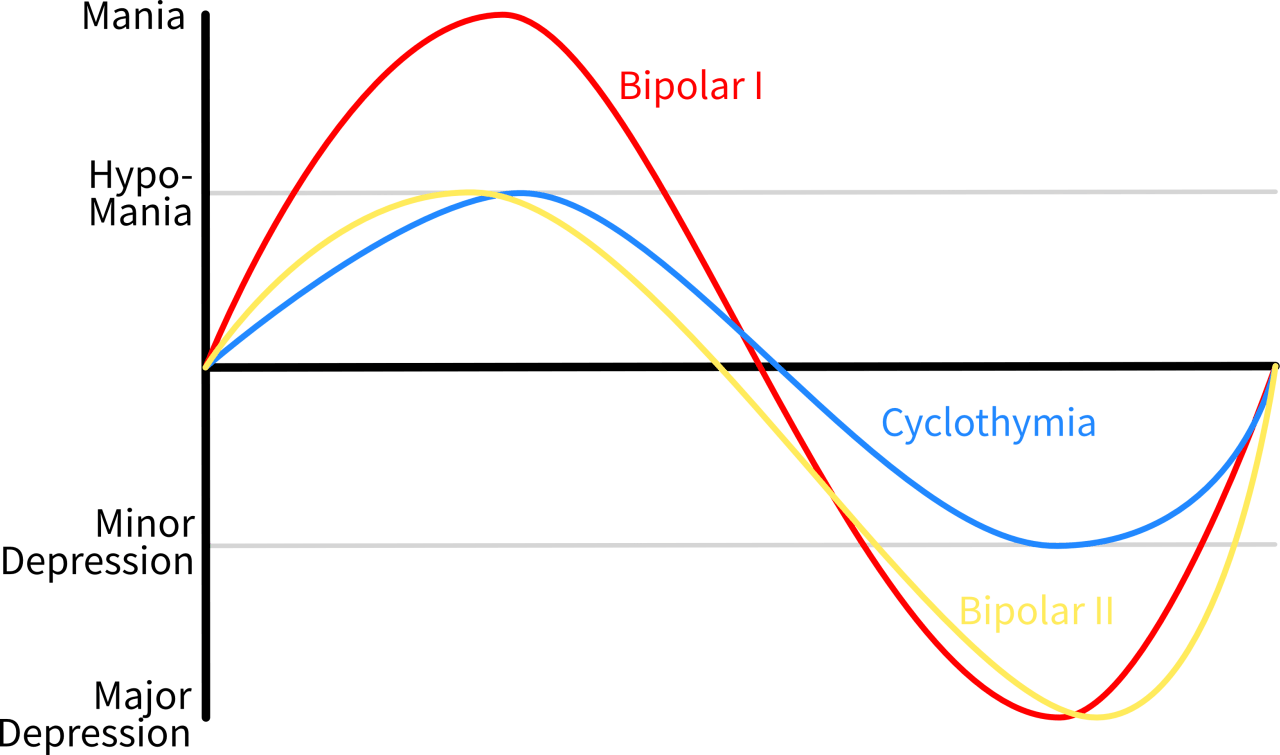 Mania
Bipolar I
Hypo-
Mania
Cyclothymia
Minor
Depression
Bipolar II
Major
Depression